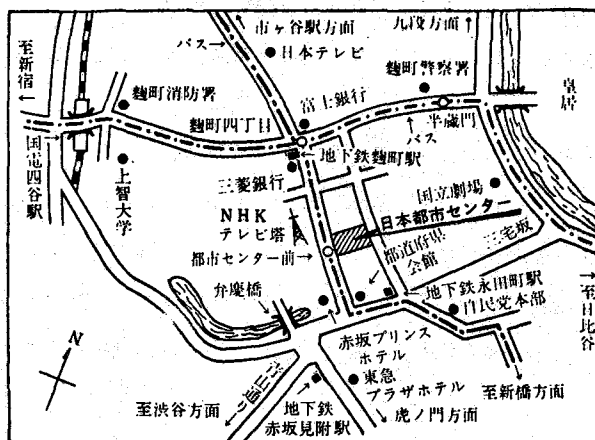 市ヶ谷駅方面
九段方面
バス
日本テレビ
至新宿
麹町消防署
麹町警察署
富士銀行
皇居
麹町四丁目
半蔵門
バス
地下鉄麹町駅
国電四谷駅
上智大学
三菱銀行
国立劇場
NHK
テレビ塔
日本都市センター
都市センター前
都道府県
会館
三宅坂
弁慶橋
地下鉄永田町駅
自民党本部
至日比谷
赤坂プリンス
ホテル
N
東急
プラザホテル
至新橋方面
青山通り
至渋谷方面
地下鉄
赤坂見附駅
虎ノ門方面